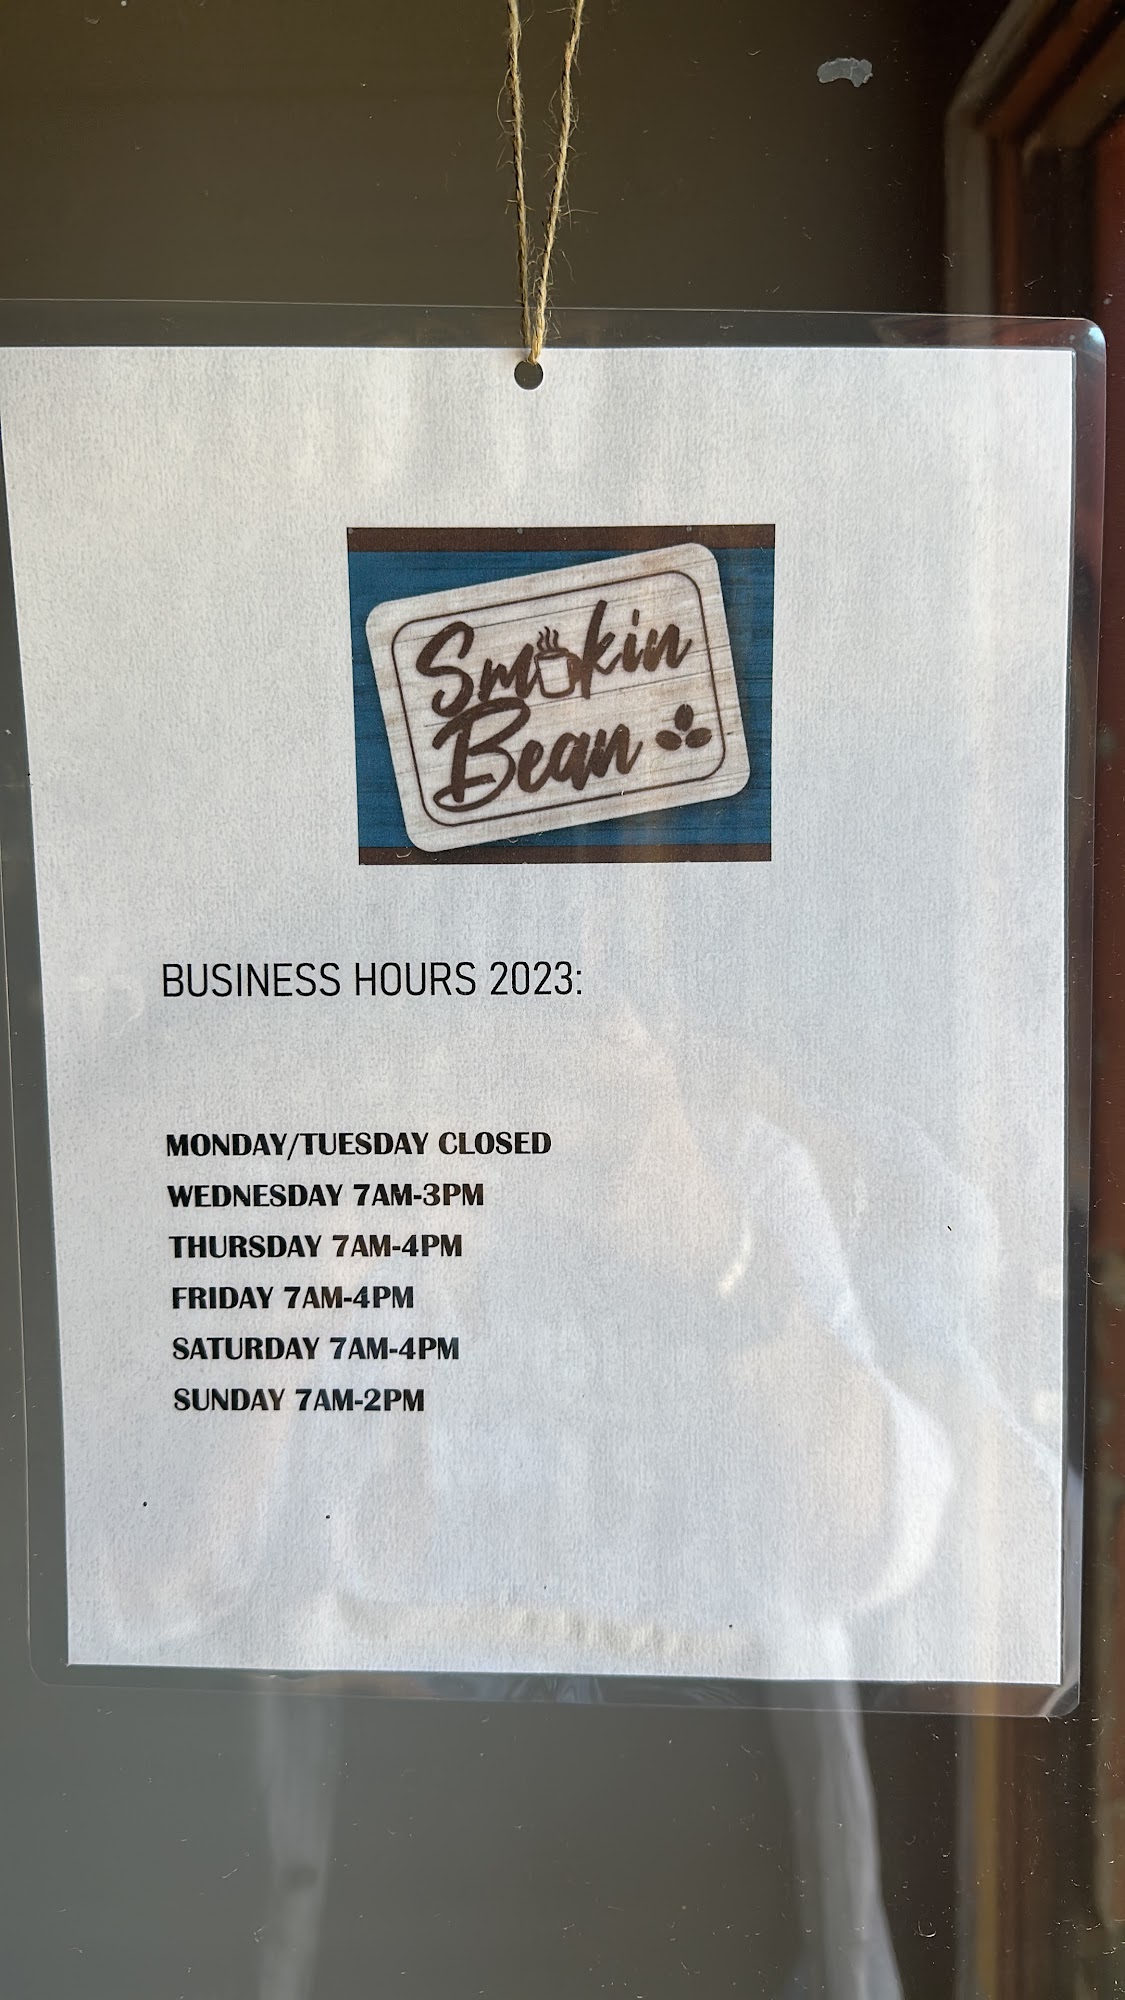 Smokin
Bean
BUSINESS HOURS 2023:
MONDAY/TUESDAY CLOSED
WEDNESDAY 7AM-3PM
THURSDAY 7AM-4PM
FRIDAY 7AM-4PM
SATURDAY 7AM-4PM
SUNDAY 7AM-2PM